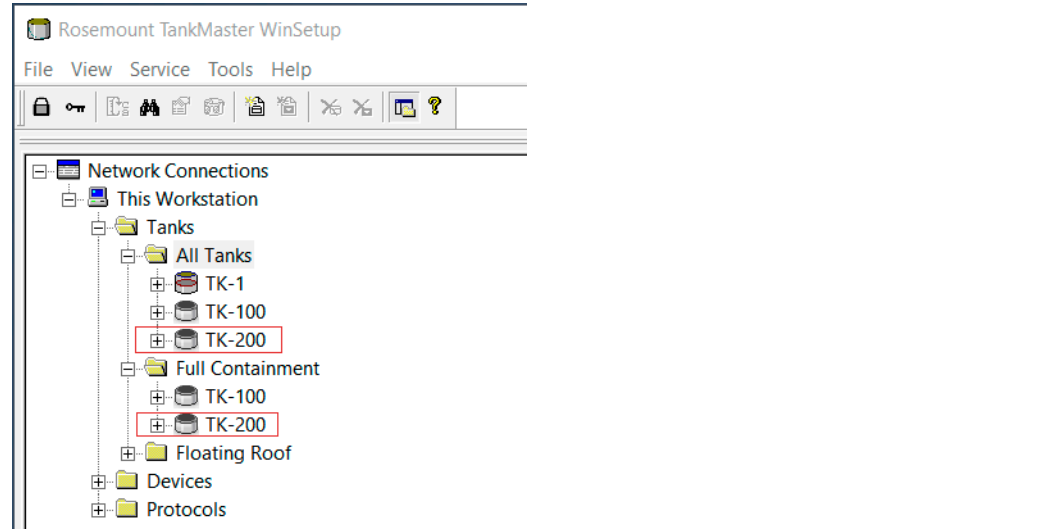 Rosemount TankMaster WinSetup
File View Service Tools Help
Network Connections
This Workstation
Tanks
All Tanks
TK-1
TK-100
TK-200
Full Containment
TK-100
TK-200
Floating Roof
Devices
Protocols